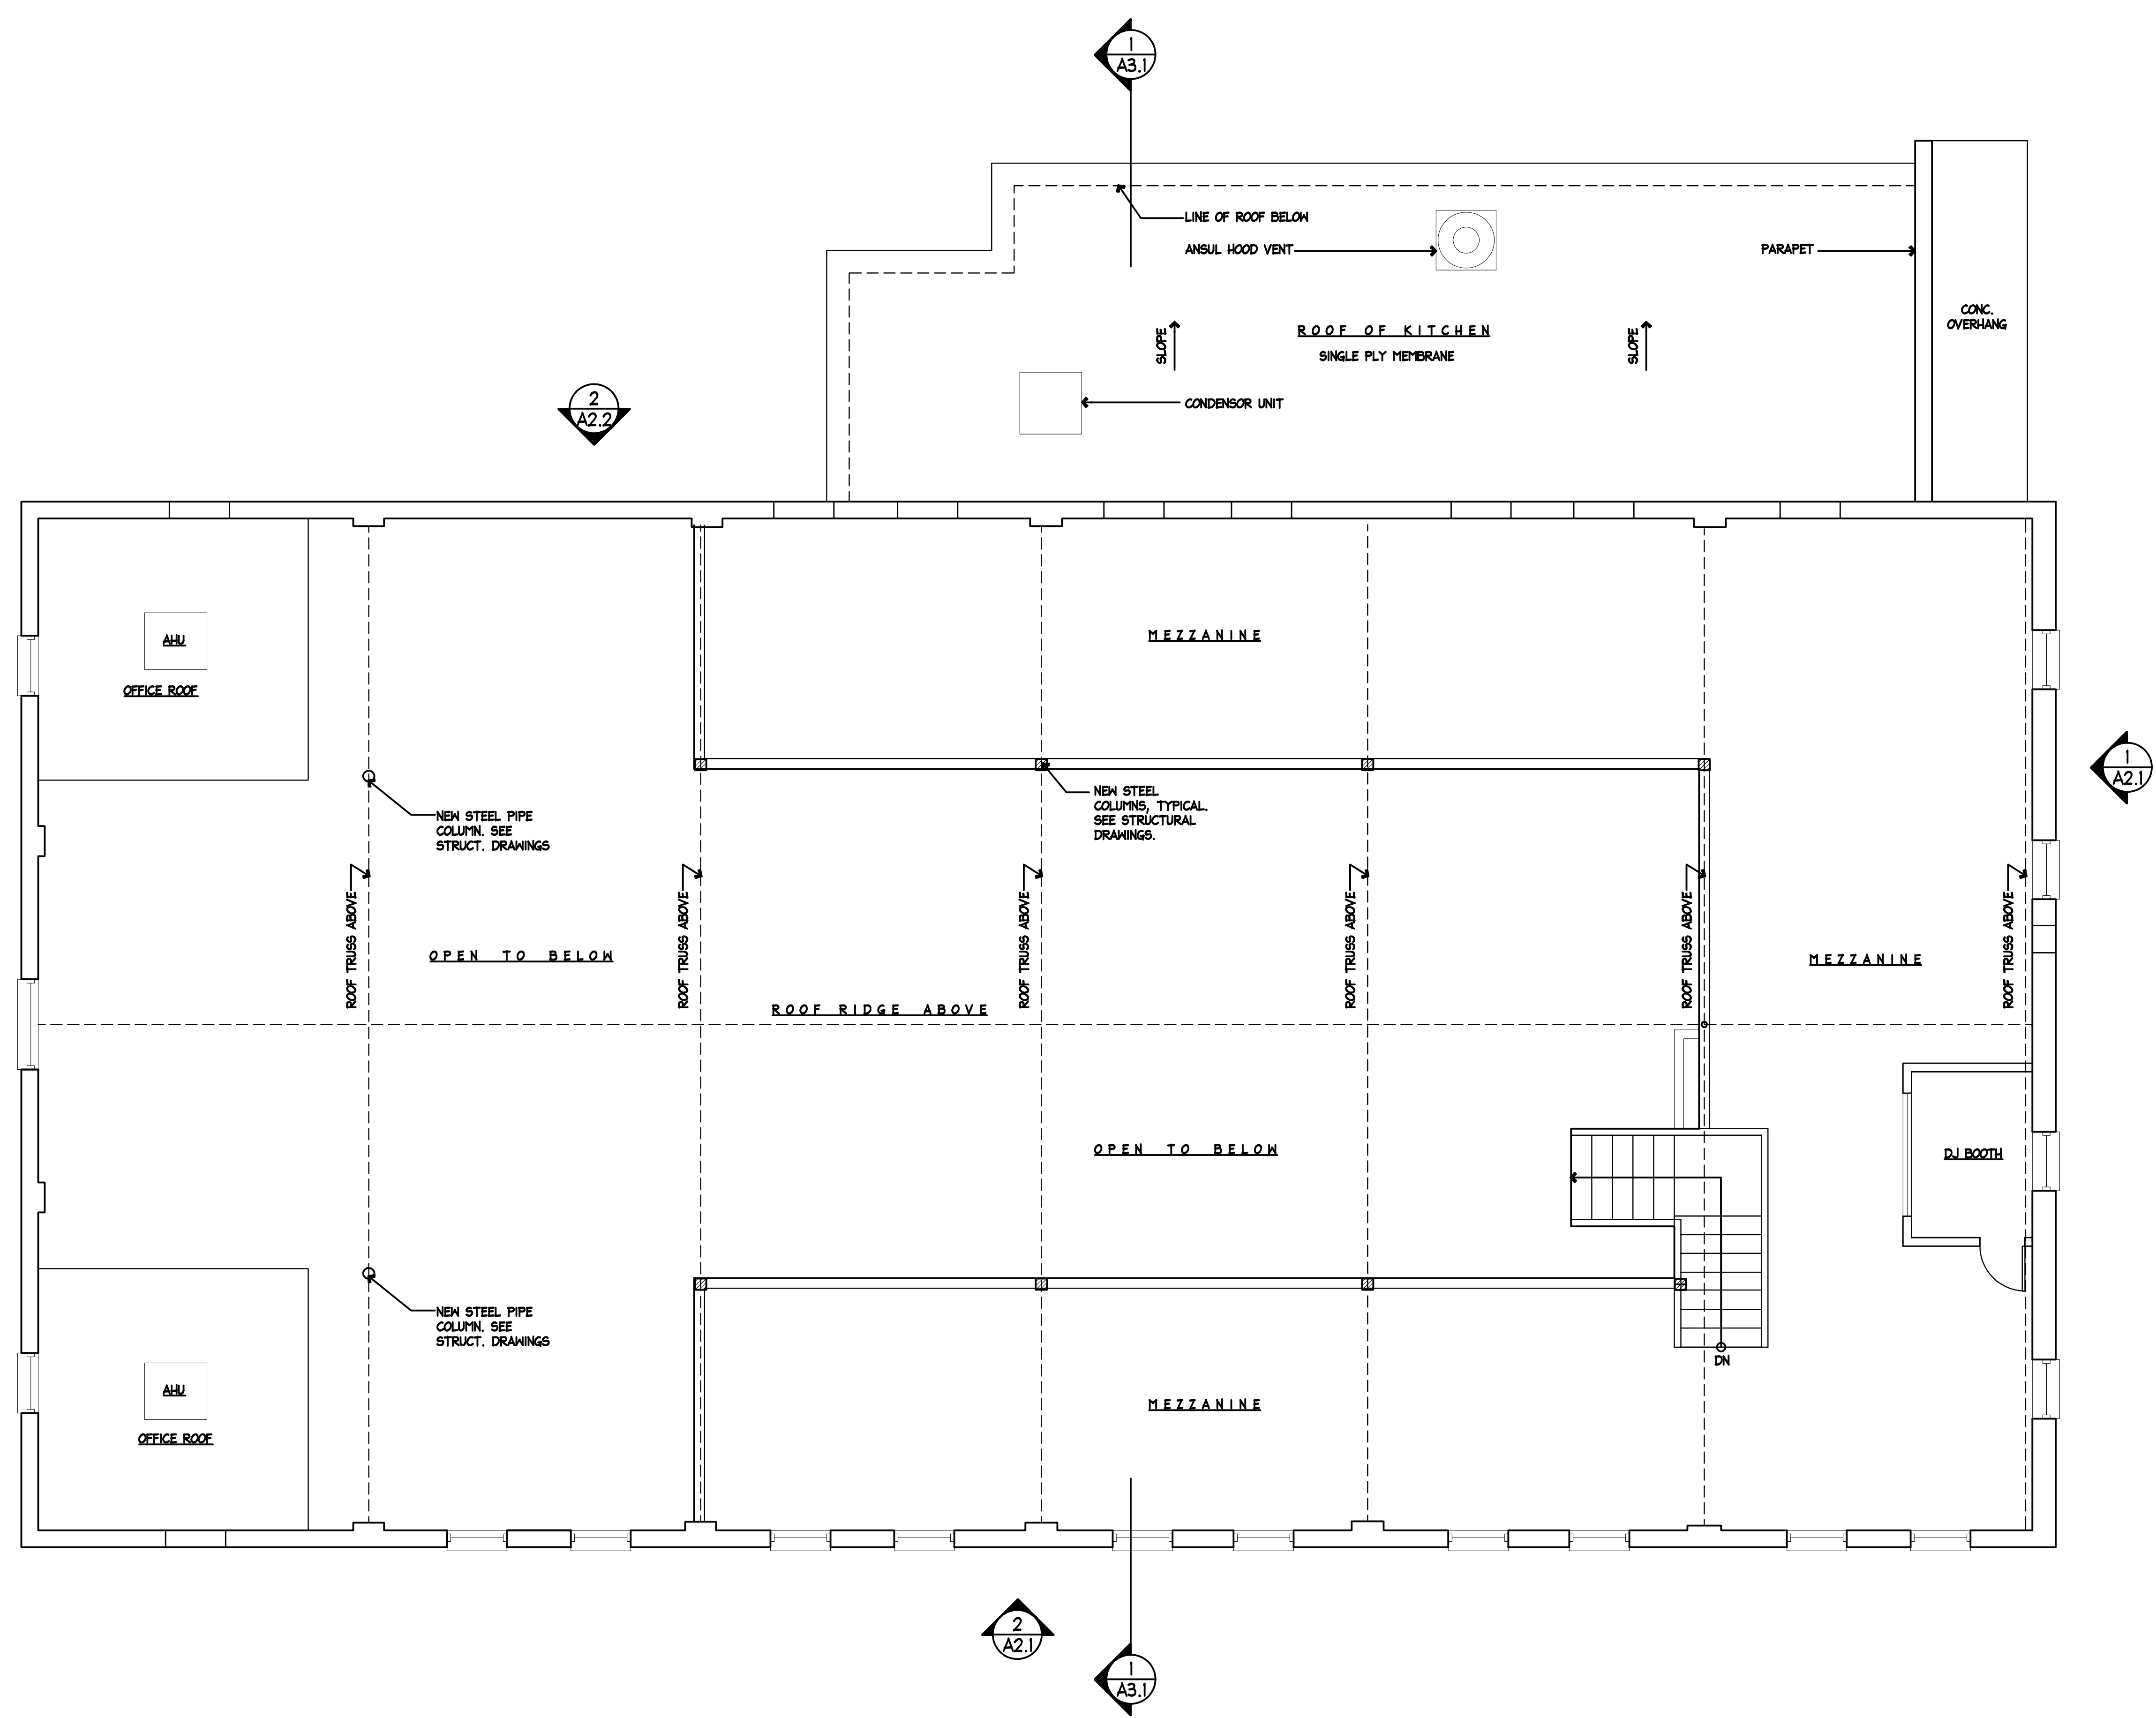 1
A3.1
LINE OF ROOF BELOW
ANSUL HOOD VENT
PARAPET
CONC.
OVERHANG
SLOPE
ROOF OF KITCHEN
SINGLE PLY MEMBRANE
SLOPE
2
A2.2
CONDENSOR UNIT
AHU
OFFICE ROOF
MEZZANINE
1
A2.1
NEW STEEL PIPE
COLUMN. SEE
STRUCT. DRAWINGS
NEW STEEL
COLUMNS, TYPICAL.
SEE STRUCTURAL
DRAWINGS.
ROOF TRUSS ABOVE
ROOF TRUSS ABOVE
ROOF TRUSS ABOVE
ROOF TRUSS ABOVE
ROOF TRUSS ABOVE
ROOF TRUSS ABOVE
OPEN TO BELOW
MEZZANINE
ROOF RIDGE ABOVE
OPEN TO BELOW
DJ BOOTH
NEW STEEL PIPE
COLUMN. SEE
STRUCT. DRAWINGS
DN
AHU
OFFICE ROOF
MEZZANINE
2
A2.1
1
A3.1